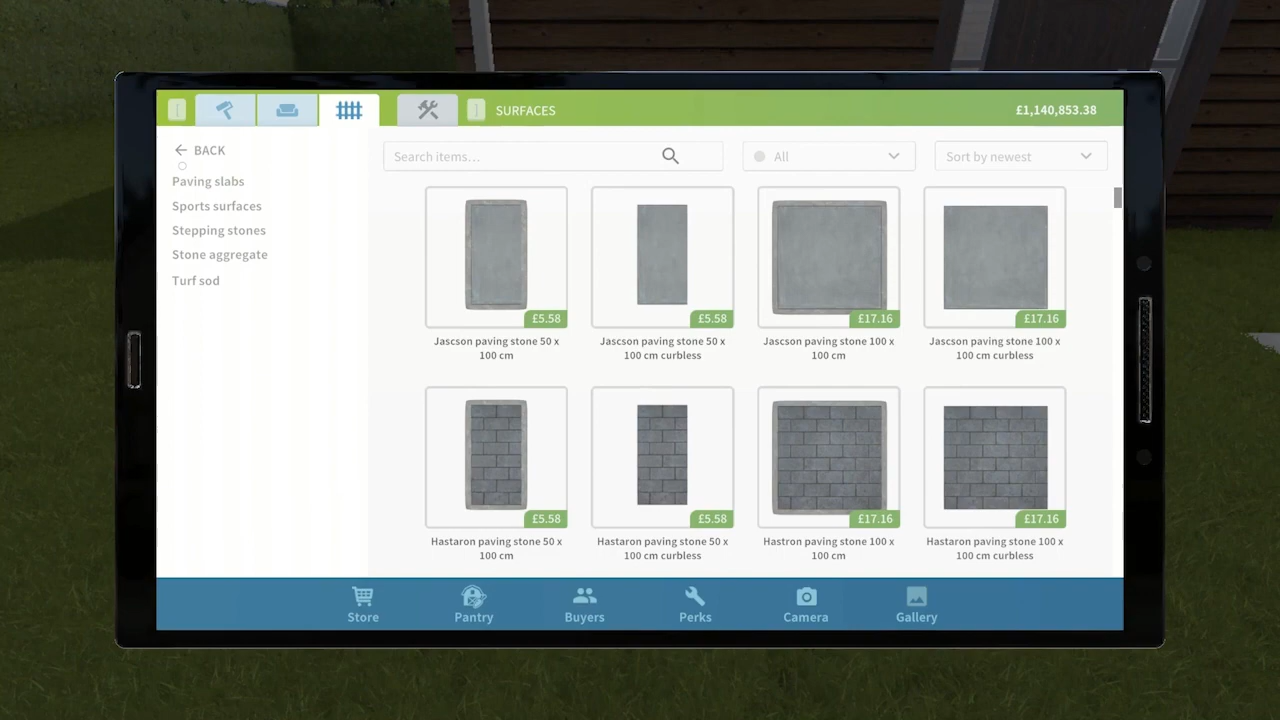 SURFACES
£1,140,853.38
BACK
Search items...
All
Sort by newest
Paving slabs
Sports surfaces
Stepping stones
Stone aggregate
Turf sod
£5.58
£5.58
£17.16
£17.16
Jascson paving stone 50 x
100 cm
Jascson paving stone 50 x
100 cm curbless
Jascson paving stone 100 x
100 cm
Jascson paving stone 100 x
100 cm curbless
£5.58
£5.58
£17.16
£17.16
Hastaron paving stone 50 x
100 cm
Hastaron paving stone 50 x
100 cm curbless
Hastron paving stone 100 x
100 cm
Hastaron paving stone 100 x
100 cm curbless
Store
Pantry
Buyers
Perks
Camera
Gallery